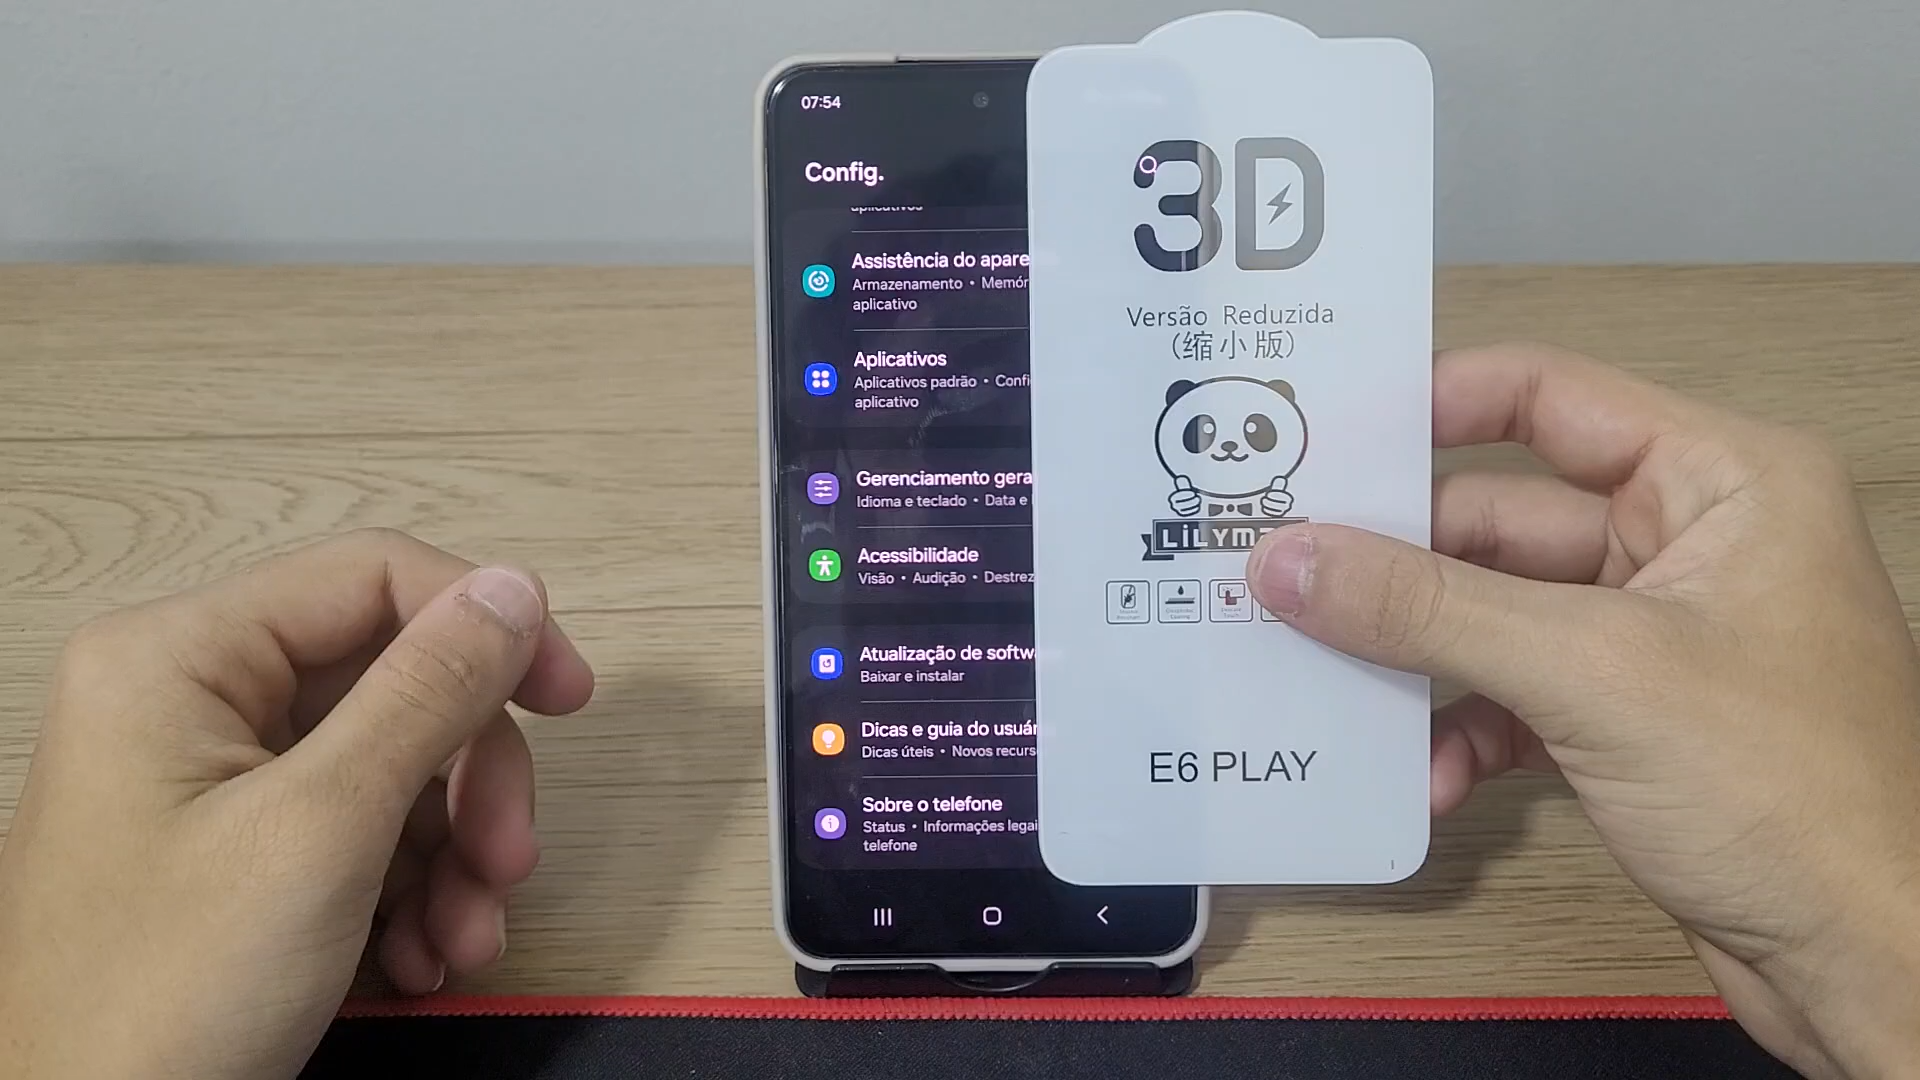 07:54
Config.
aplicativos
Assistência do apare
Armazenamento • Memór
aplicativo
Aplicativos
Aplicativos padrão • Confi
aplicativo
Gerenciamento gera
Idioma e teclado • Data e
Acessibilidade
Visão • Audição • Destrez
Atualização de softw
Baixar e instalar
Dicas e guia do usuár
Dicas úteis • Novos recurs
Sobre o telefone
Status • Informações legai
telefone
3D
Versão Reduzida
(缩小版)
LiLYm
E6 PLAY